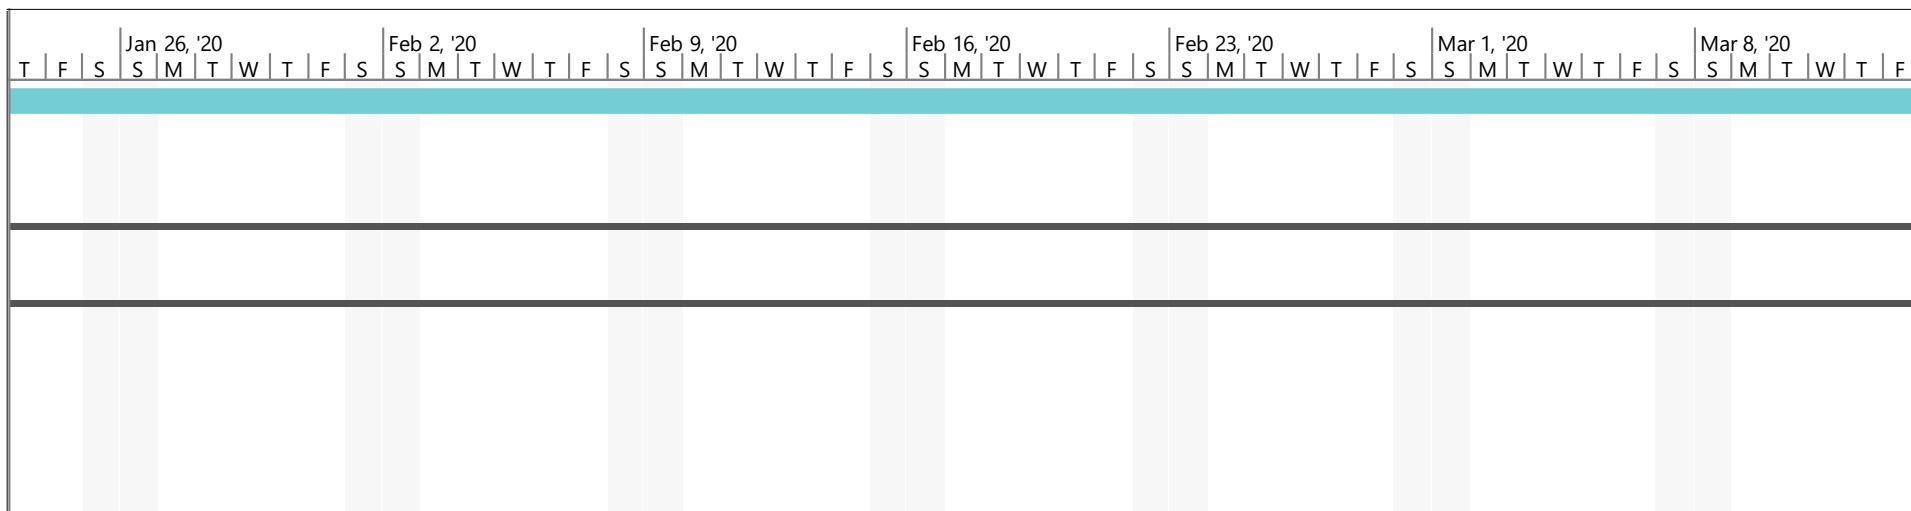 Jan 26, '20 Feb 2, '20 Feb 9, '20 Feb 16, '20 Feb 23, '20 Mar 1, '20 Mar 8, '20
T F S S M T W T F S S M T W T F S S M T W T F S S M T W T F S S M T W T F S S M T W T F S S M T W T F